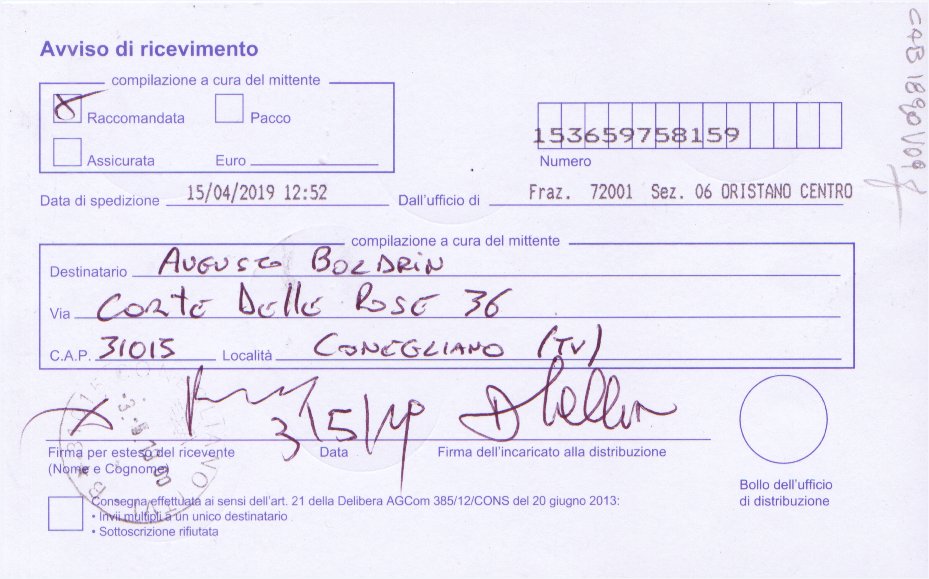 Avviso di ricevimento
compilazione a cura del mittente
Raccomandata Pacco
Assicurata Euro
153659758159
Numero
Data di spedizione 15/04/2019 12:52 Dall'ufficio di Fraz. 72001 Sez. 06 ORISTANO CENTRO
compilazione a cura del mittente
Destinatario AUGUSTO BOLDRIN
Via CORTE DELLE ROSE 36
C.A.P. 31015 Località CONEGLIANO (TV)
3/5/19
Firma per esteso del ricevente Data Firma dell'incaricato alla distribuzione
(Nome e Cognome)
Bollo dell'ufficio
di distribuzione
Consegna effettuata ai sensi dell'art. 21 della Delibera AGCom 385/12/CONS del 20 giugno 2013:
• Invii multipli a un unico destinatario
• Sottoscrizione rifiutata